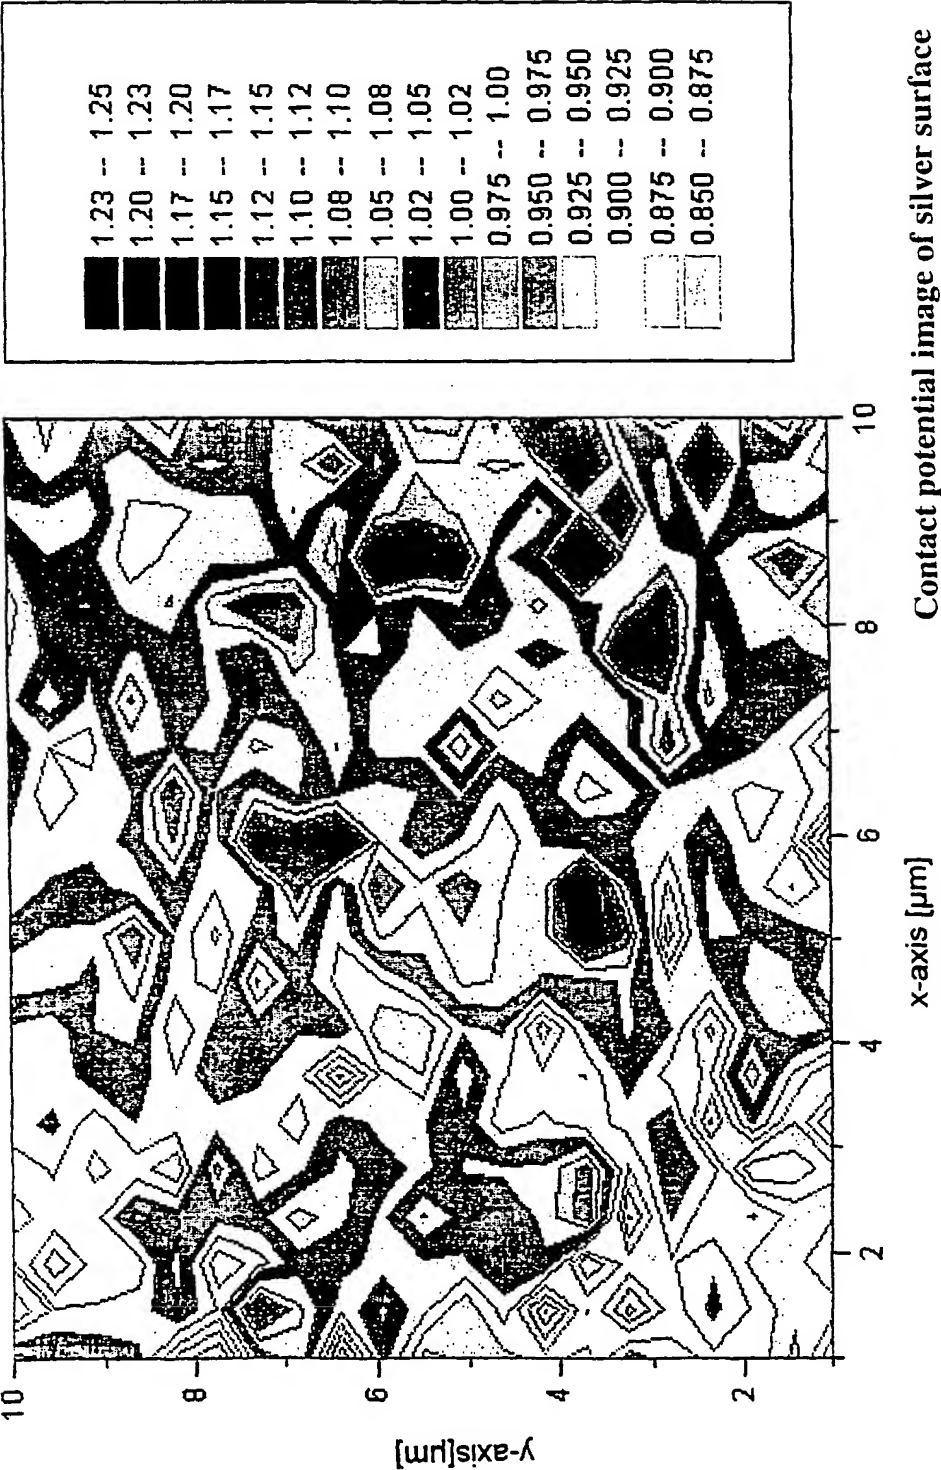 1.23 -- 1.25
1.20 -- 1.23
1.17 -- 1.20
1.15 -- 1.17
1.12 -- 1.15
1.10 -- 1.12
1.08 -- 1.10
1.05 -- 1.08
1.02 -- 1.05
1.00 -- 1.02
0.975 -- 1.00
0.950 -- 0.975
0.925 -- 0.950
0.900 -- 0.925
0.875 -- 0.900
0.850 -- 0.875
10
8
6
4
2
y-axis[µm]
2
4
6
8
10
x-axis [µm]
Contact potential image of silver surface